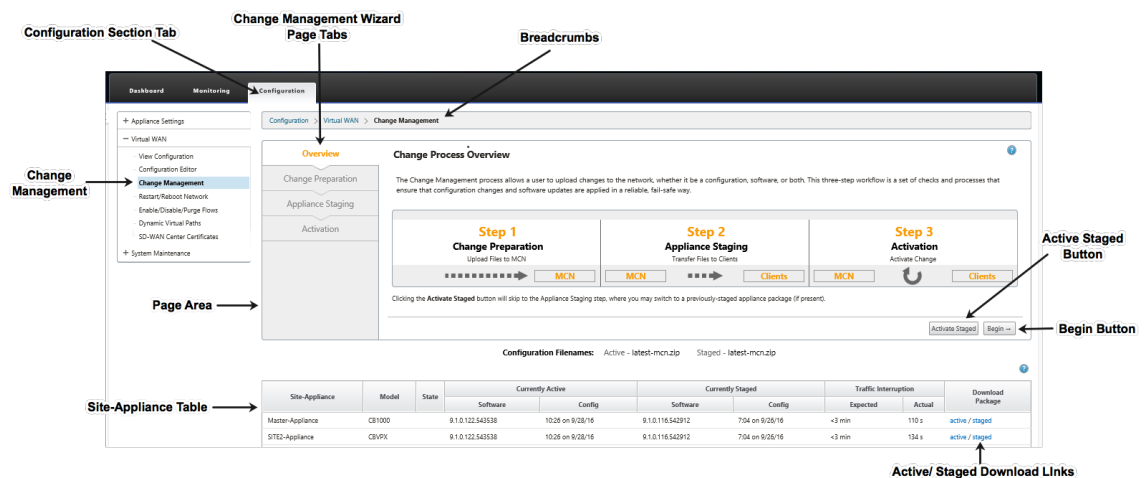 Change Management Wizard
Page Tabs
Configuration Section Tab
Breadcrumbs
Dashboard Monitoring Configuration
+ Appliance Settings
− Virtual WAN
View Configuration
Configuration Editor
Change Management
Restart/Reboot Network
Enable/Disable/Purge Flows
Dynamic Virtual Paths
SD-WAN Center Certificates
+ System Maintenance
Change
Management
Configuration > Virtual WAN > Change Management
Overview
Change Preparation
Appliance Staging
Activation
Page Area
Change Process Overview
?
The Change Management process allows a user to upload changes to the network, whether it be a configuration, software, or both. This three-step workflow is a set of checks and processes that
ensure that configuration changes and software updates are applied in a reliable, fail-safe way.
Step 1
Change Preparation
Upload Files to MCN
MCN
Step 2
Appliance Staging
Transfer Files to Clients
MCN Clients
Step 3
Activation
Activate Change
MCN Clients
Active Staged
Button
Clicking the Activate Staged button will skip to the Appliance Staging step, where you may switch to a previously-staged appliance package (if present).
Activate Staged Begin →
Begin Button
Configuration Filenames: Active - latest-mcn.zip Staged - latest-mcn.zip
?
Site-Appliance Table
Site-Appliance Model State Currently Active Currently Staged Traffic Interruption Download
Package
Software Config Software Config Expected Actual
Master-Appliance CB1000 9.1.0.122.543538 10:26 on 9/28/16 9.1.0.116.542912 7:04 on 9/26/16 <3 min 110 s active / staged
SITE2-Appliance CBVPX 9.1.0.122.543538 10:26 on 9/28/16 9.1.0.116.542912 7:04 on 9/26/16 <3 min 134 s active / staged
Active/ Staged Download LInks